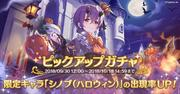 ピックアップガチャ
2018/09/30 12:00 ～ 2018/10/10 14:59まで
限定キャラ「シノブ(ハロウィン)」の出現率UP!